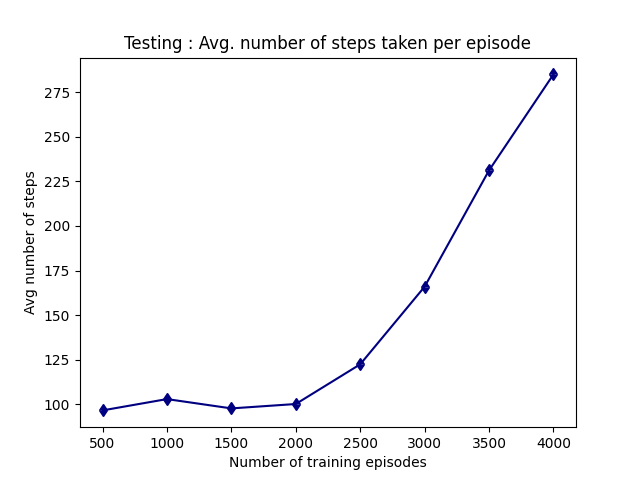 Testing : Avg. number of steps taken per episode
275
250
225
200
175
150
125
100
Avg number of steps
500 1000 1500 2000 2500 3000 3500 4000
Number of training episodes